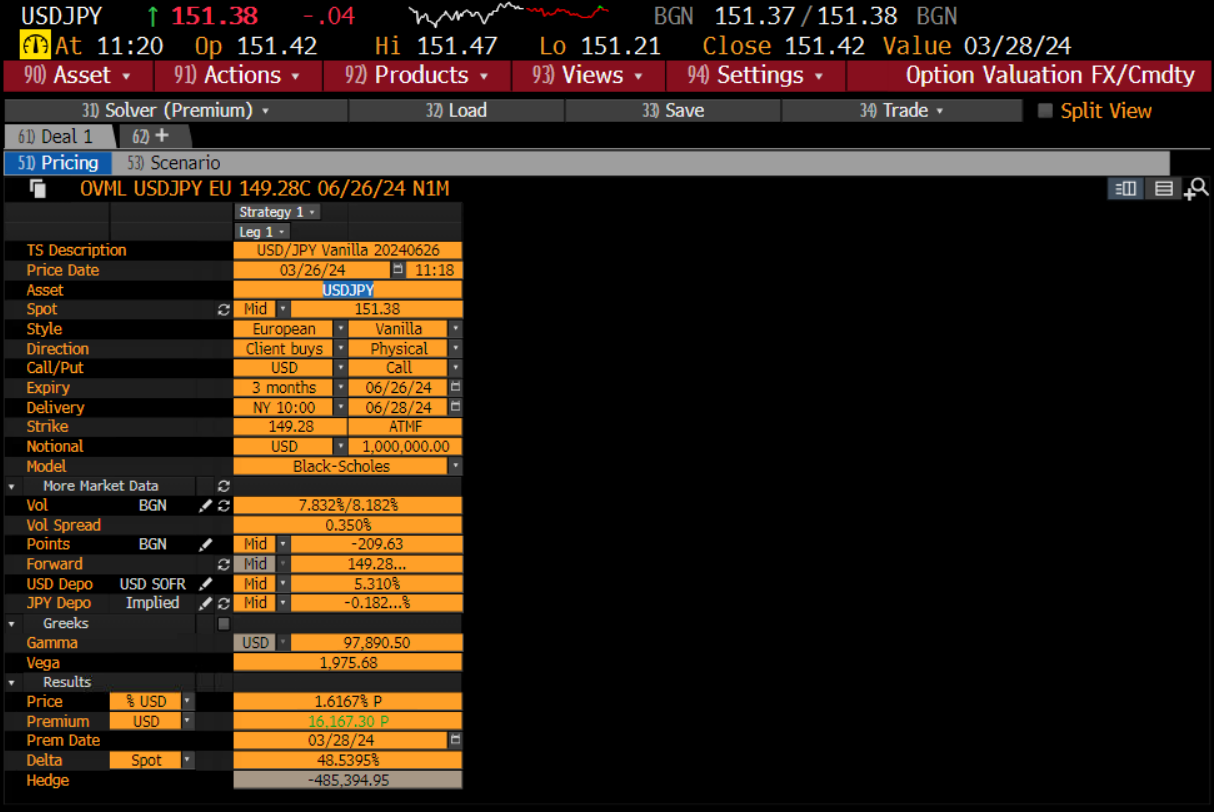 USDJPY ↑ 151.38 -.04 BGN 151.37/151.38 BGN
At 11:20 Op 151.42 Hi 151.47 Lo 151.21 Close 151.42 Value 03/28/24
90) Asset 91) Actions 92) Products 93) Views 94) Settings Option Valuation FX/Cmdty
31) Solver (Premium) 32) Load 33) Save 34) Trade Split View
61) Deal 1 62) +
51) Pricing 53) Scenario
OVML USDJPY EU 149.28C 06/26/24 N1M
Strategy 1
Leg 1
TS Description USD/JPY Vanilla 20240626
Price Date 03/26/24 11:18
Asset USDJPY
Spot Mid 151.38
Style European Vanilla
Direction Client buys Physical
Call/Put USD Call
Expiry 3 months 06/26/24
Delivery NY 10:00 06/28/24
Strike 149.28 ATMF
Notional USD 1,000,000.00
Model Black-Scholes
More Market Data
Vol BGN 7.832%/8.182%
Vol Spread 0.350%
Points BGN Mid -209.63
Forward Mid 149.28...
USD Depo USD SOFR Mid 5.310%
JPY Depo Implied Mid -0.182...%
Greeks
Gamma USD 97,890.50
Vega 1,975.68
Results
Price % USD 1.6167% P
Premium USD 16,167.30 P
Prem Date 03/28/24
Delta Spot 48.5395%
Hedge -485,394.95